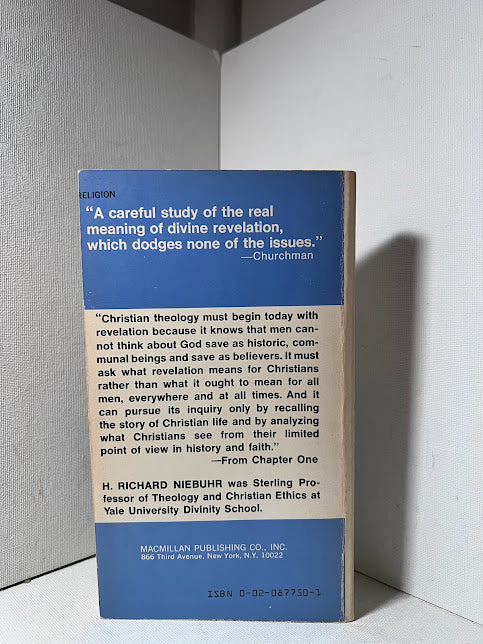 RELIGION
“A careful study of the real
meaning of divine revelation,
which dodges none of the issues.”
—Churchman
“Christian theology must begin today with
revelation because it knows that men can-
not think about God save as historic, com-
munal beings and save as believers. It must
ask what revelation means for Christians
rather than what it ought to mean for all
men, everywhere and at all times. And it
can pursue its inquiry only by recalling
the story of Christian life and by analyzing
what Christians see from their limited
point of view in history and faith.”
—From Chapter One
H. RICHARD NIEBUHR was Sterling Pro-
fessor of Theology and Christian Ethics at
Yale University Divinity School.
MACMILLAN PUBLISHING CO., INC.
866 Third Avenue, New York, N.Y. 10022
ISBN 0-02-087750-1